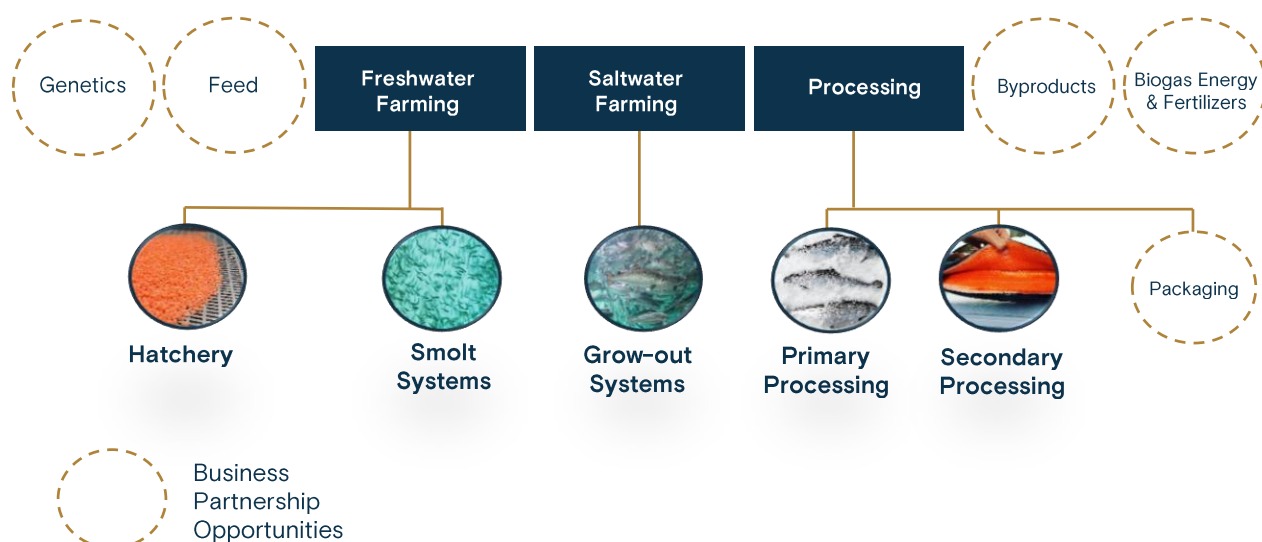 Genetics
Feed
Freshwater
Farming
Saltwater
Farming
Processing
Byproducts
Biogas Energy
& Fertilizers
Hatchery
Smolt
Systems
Grow-out
Systems
Primary
Processing
Secondary
Processing
Packaging
Business
Partnership
Opportunities